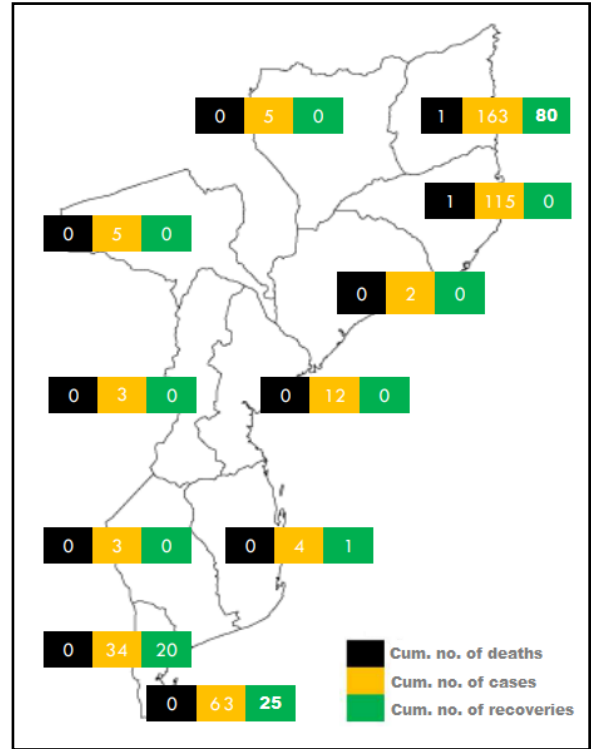 0 5 0
1 163 80
1 115 0
0 5 0
0 2 0
0 3 0
0 12 0
0 3 0
0 4 1
0 34 20
0 63 25
Cum. no. of deaths
Cum. no. of cases
Cum. no. of recoveries